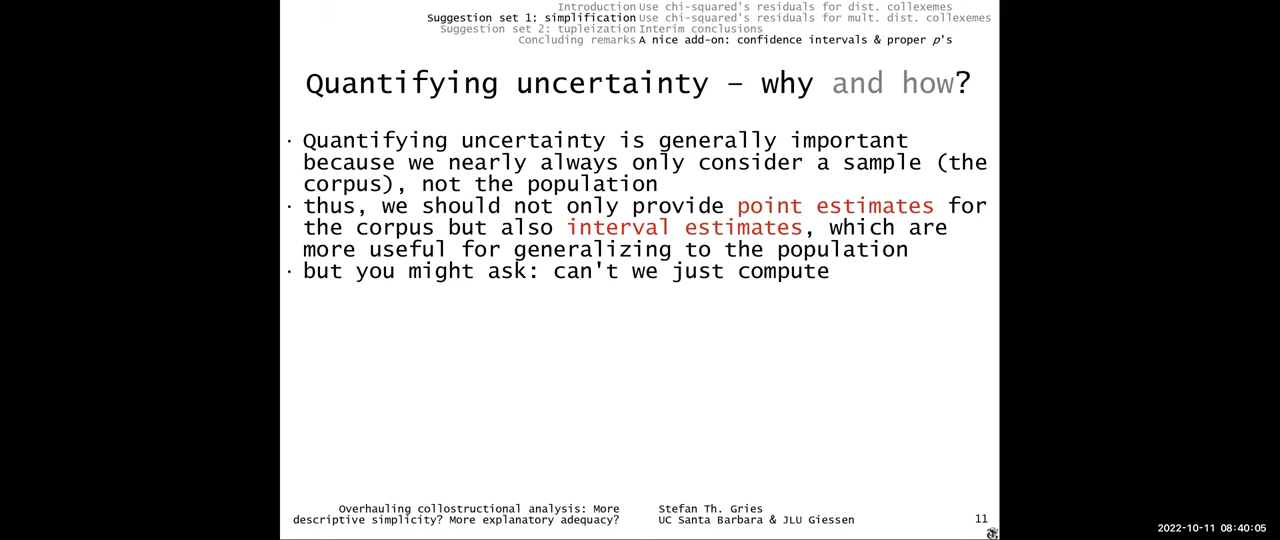 Introduction Use chi-squared's residuals for dist. collexemes
Suggestion set 1: simplification Use chi-squared's residuals for mult. dist. collexemes
Suggestion set 2: tupleization Interim conclusions
Concluding remarks A nice add-on: confidence intervals & proper p's
Quantifying uncertainty – why and how?
· Quantifying uncertainty is generally important
because we nearly always only consider a sample (the
corpus), not the population
· thus, we should not only provide point estimates for
the corpus but also interval estimates, which are
more useful for generalizing to the population
· but you might ask: can't we just compute
Overhauling collostructional analysis: More
descriptive simplicity? More explanatory adequacy?
Stefan Th. Gries
UC Santa Barbara & JLU Giessen
11
2022-10-11 08:40:05